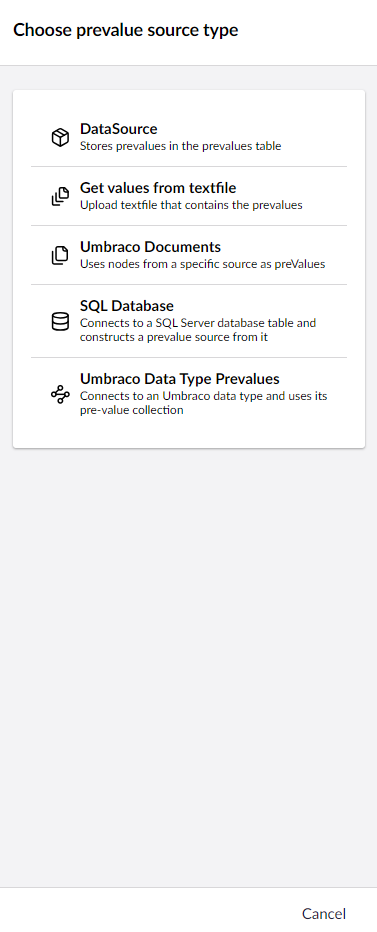 Choose prevalue source type
DataSource
Stores prevalues in the prevalues table
Get values from textfile
Upload textfile that contains the prevalues
Umbraco Documents
Uses nodes from a specific source as preValues
SQL Database
Connects to a SQL Server database table and
constructs a prevalue source from it
Umbraco Data Type Prevalues
Connects to an Umbraco data type and uses its
pre-value collection
Cancel